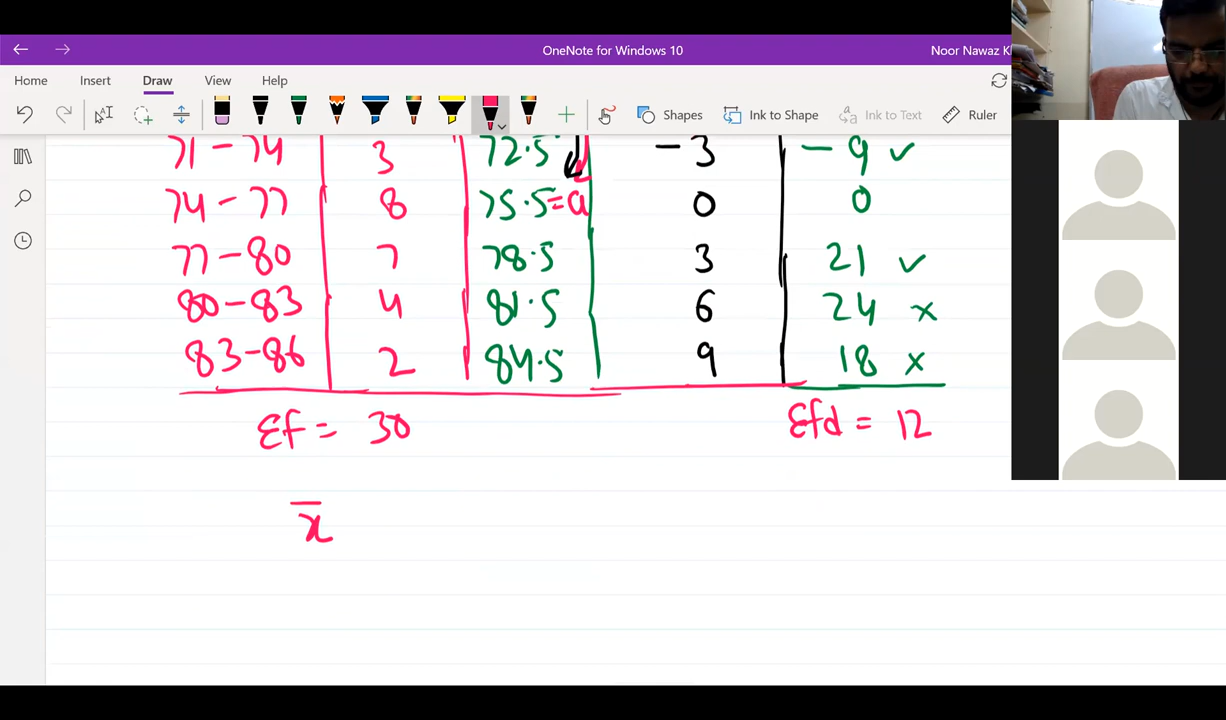 OneNote for Windows 10
Noor Nawaz K
Home Insert Draw View Help
Shapes Ink to Shape Ink to Text Ruler
71 - 74 3 72.5 - 3 - 9 ✓
74 - 77 8 75.5 = a 0 0
77 - 80 7 78.5 3 21 ✓
80 - 83 4 81.5 6 24 x
83 - 86 2 84.5 9 18 x
Σf = 30 Σfd = 12
x̄